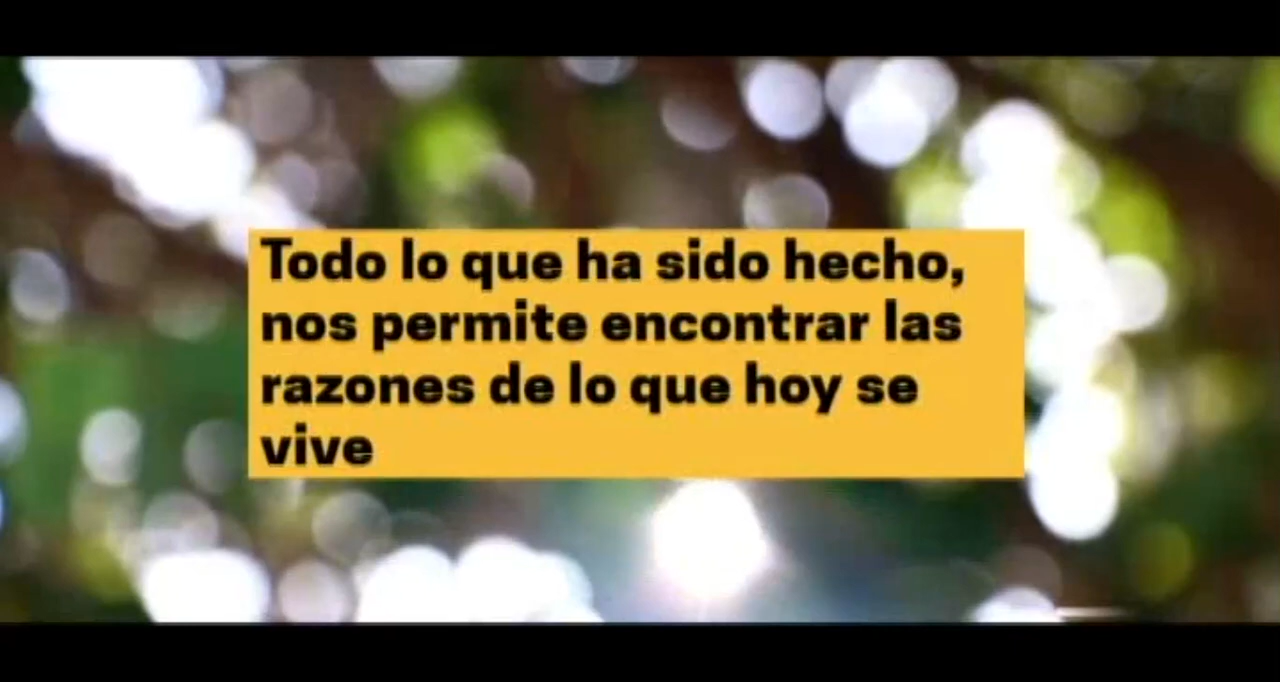 Todo lo que ha sido hecho,
nos permite encontrar las
razones de lo que hoy se
vive